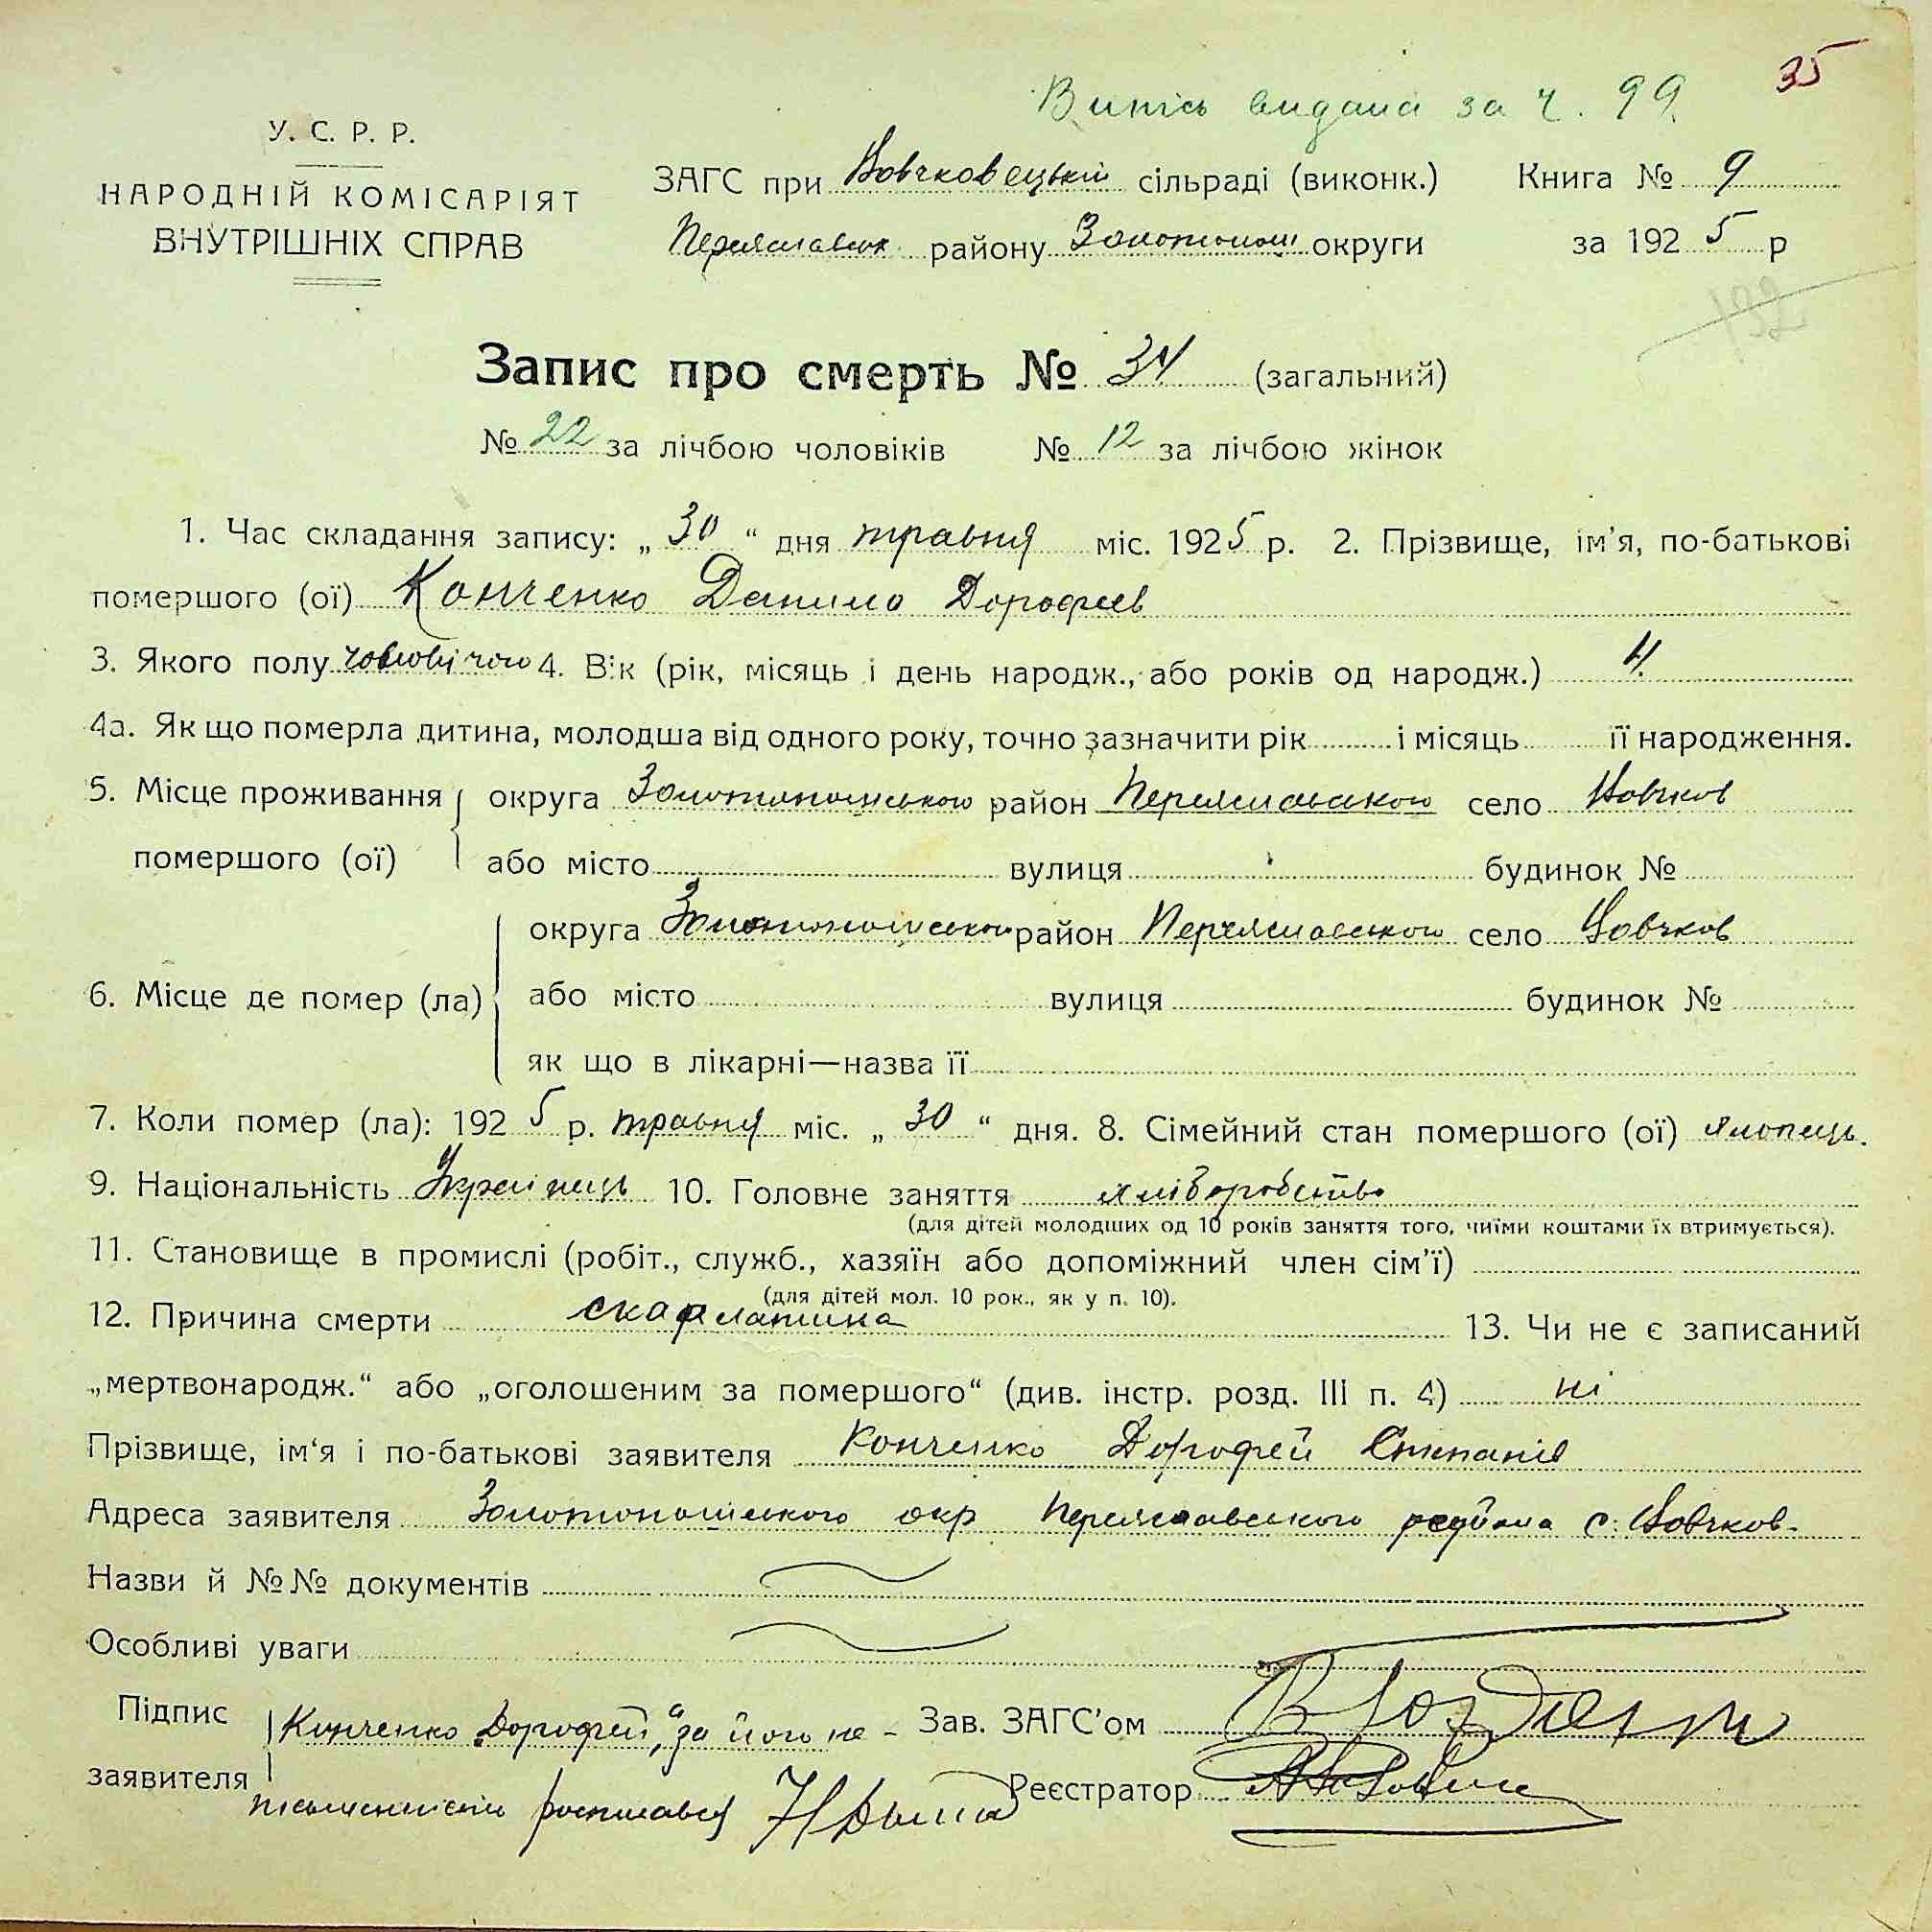 Випись видана за ч. 99. 35
У. С. Р. Р.
НАРОДНІЙ КОМІСАРІЯТ
ВНУТРІШНІХ СПРАВ
ЗАГС при Вовчковецькій сільраді (виконк.) Книга № 9
Переяславськ. району Золотонош. округи за 1925 р
132
Запис про смерть № 34 (загальний)
№ 22 за лічбою чоловіків № 12 за лічбою жінок
1. Час складання запису: „ 30 “ дня травня міс. 1925 р. 2. Прізвище, ім'я, по-батькові
помершого (ої) Конченко Данило Дорофеев
3. Якого полу човловічого 4. Вік (рік, місяць і день народж., або років од народж.) 4.
4а. Як що померла дитина, молодша від одного року, точно зазначити рік і місяць її народження.
5. Місце проживання округа Золотоношського район Переяславського село Вовчков
помершого (ої) або місто вулиця будинок №
округа Золотоношського район Переяславського село Вовчков
6. Місце де помер (ла) або місто вулиця будинок №
як що в лікарні—назва її
7. Коли помер (ла): 1925 р. травня міс. „ 30 “ дня. 8. Сімейний стан помершого (ої) хлопець.
9. Національність Українець 10. Головне заняття хліборобство
(для дітей молодших од 10 років заняття того, чиїми коштами їх втримується).
11. Становище в промислі (робіт., служб., хазяїн або допоміжний член сім'ї)
(для дітей мол. 10 рок., як у п. 10).
12. Причина смерти скарлатина 13. Чи не є записаний
„мертвонародж.“ або „оголошеним за помершого“ (див. інстр. розд. III п. 4) ні
Прізвище, ім‘я і по-батькові заявителя Конченко Дорофей Степанів
Адреса заявителя Золотоношського окр Переяславського района с. Вовчков.
Назви й №№ документів
Особливі уваги
Підпис Конченко Дорофей, "за його не- Зав. ЗАГС'ом
заявителя Реєстратор